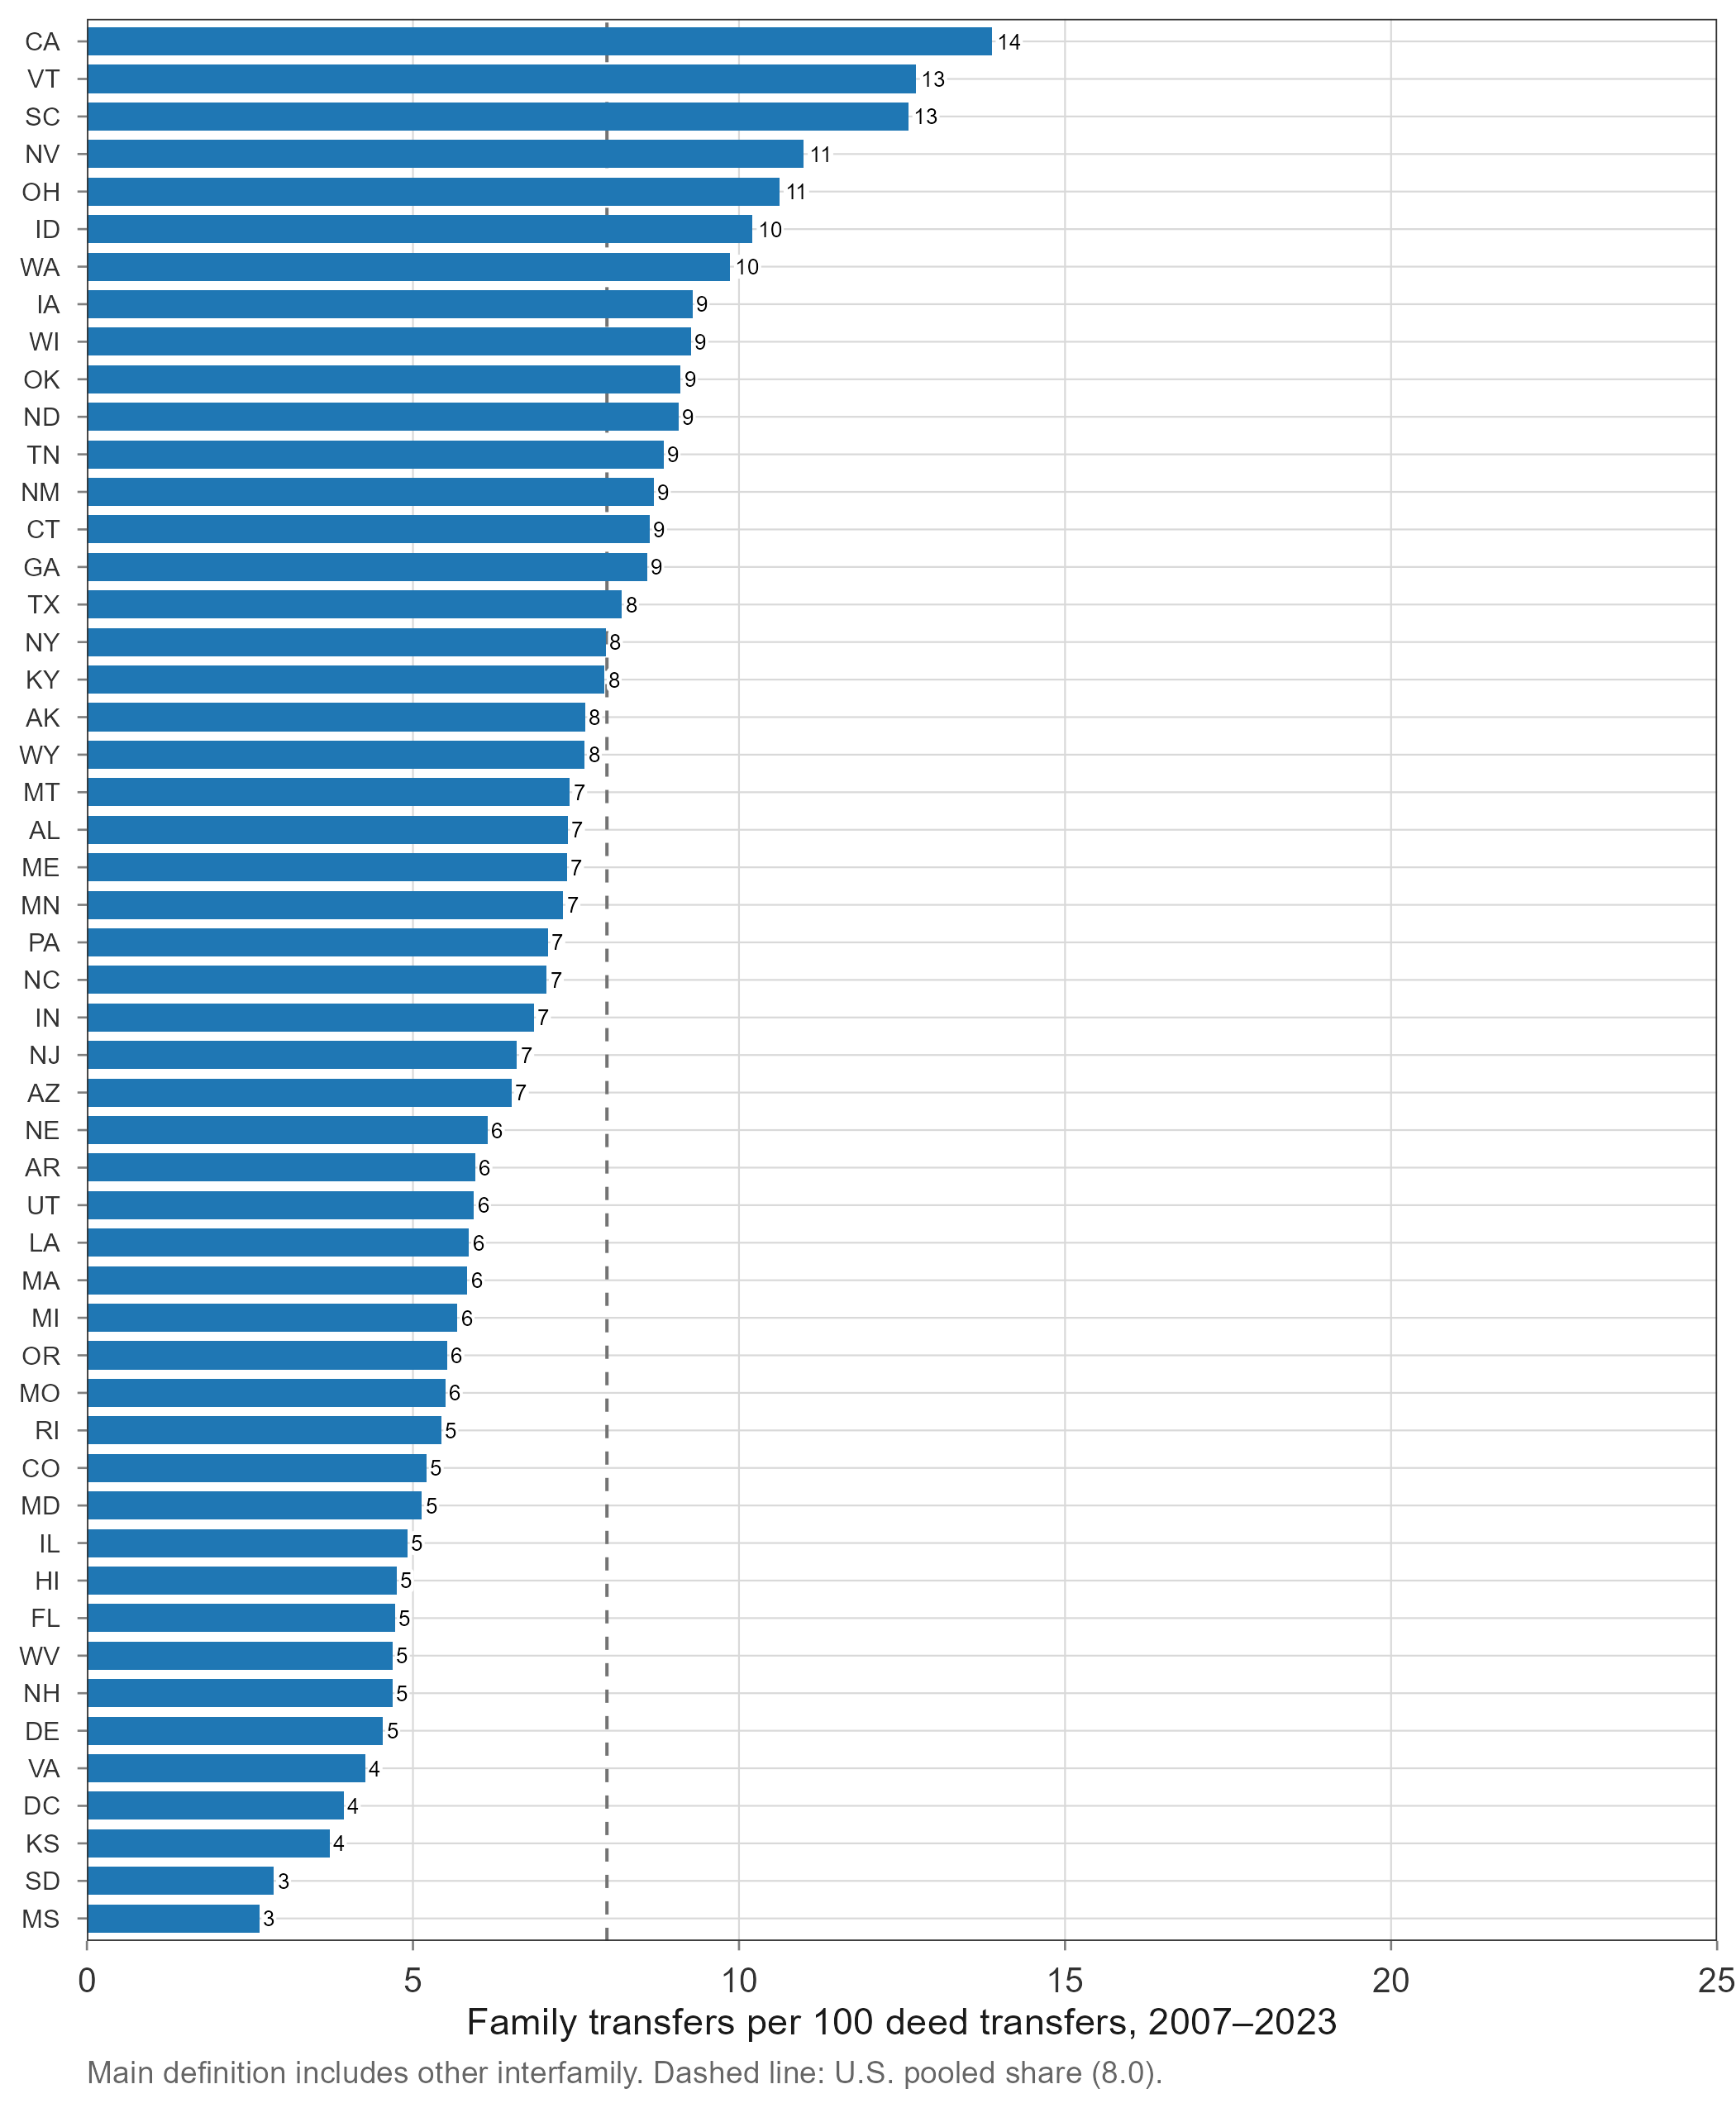 CA 14
VT 13
SC 13
NV 11
OH 11
ID 10
WA 10
IA 9
WI 9
OK 9
ND 9
TN 9
NM 9
CT 9
GA 9
TX 8
NY 8
KY 8
AK 8
WY 8
MT 7
AL 7
ME 7
MN 7
PA 7
NC 7
IN 7
NJ 7
AZ 7
NE 6
AR 6
UT 6
LA 6
MA 6
MI 6
OR 6
MO 6
RI 5
CO 5
MD 5
IL 5
HI 5
FL 5
WV 5
NH 5
DE 5
VA 4
DC 4
KS 4
SD 3
MS 3
0 5 10 15 20 25
Family transfers per 100 deed transfers, 2007–2023
Main definition includes other interfamily. Dashed line: U.S. pooled share (8.0).